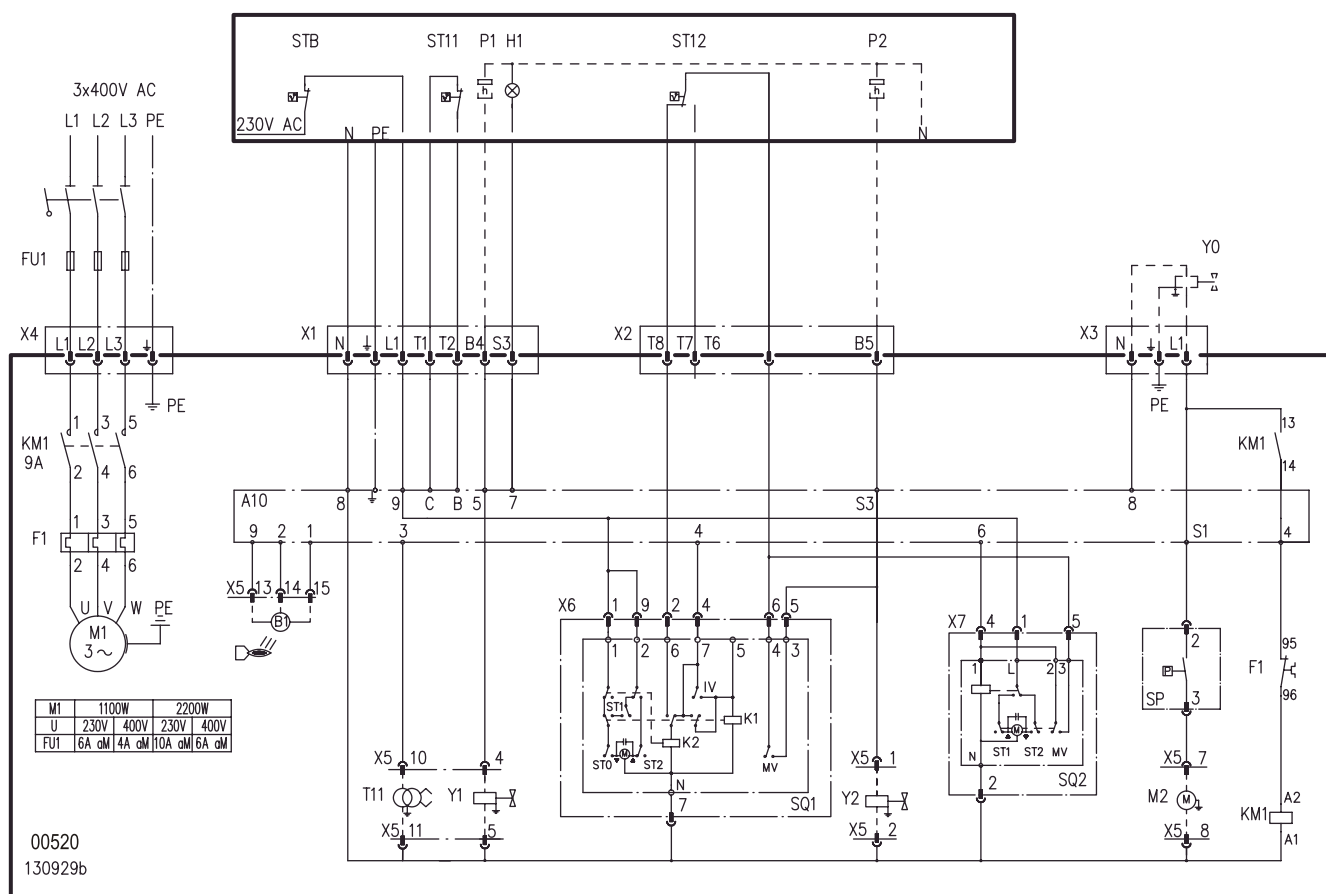 STB ST11 P1 H1 ST12 P2
h h
230V AC N PE N
3x400V AC
L1 L2 L3 PE
FU1
Y0
X4 L1 L2 L3
X1 N L1 T1 T2 B4 S3
X2 T8 T7 T6 B5
X3 N L1
PE
PE
1 3 5
KM1
9A
2 4 6
13
KM1
14
A10 8 9 C B 5 7 S3 8
9 2 1 3 4 6 S1 4
1 3 5
F1
2 4 6
X5 13 14 15
B1
U V W PE
M1
3~
X6 1 9 2 4 6 5
1 2 6 7 5 4 3
IV
ST1
K1
K2
ST0 M ST2 MV
N
7 SQ1
X7 4 1 5
1 L 2 3
M
ST1 ST2 MV
N
2 SQ2
2
P
SP 3
95
F1
96
M1 1100W 2200W
U 230V 400V 230V 400V
FU1 6A aM 4A aM 10A aM 6A aM
X5 10 4
T11 Y1
X5 11 5
X5 1
Y2
X5 2
X5 7
M2 M
X5 8
A2
KM1
A1
00520
130929b